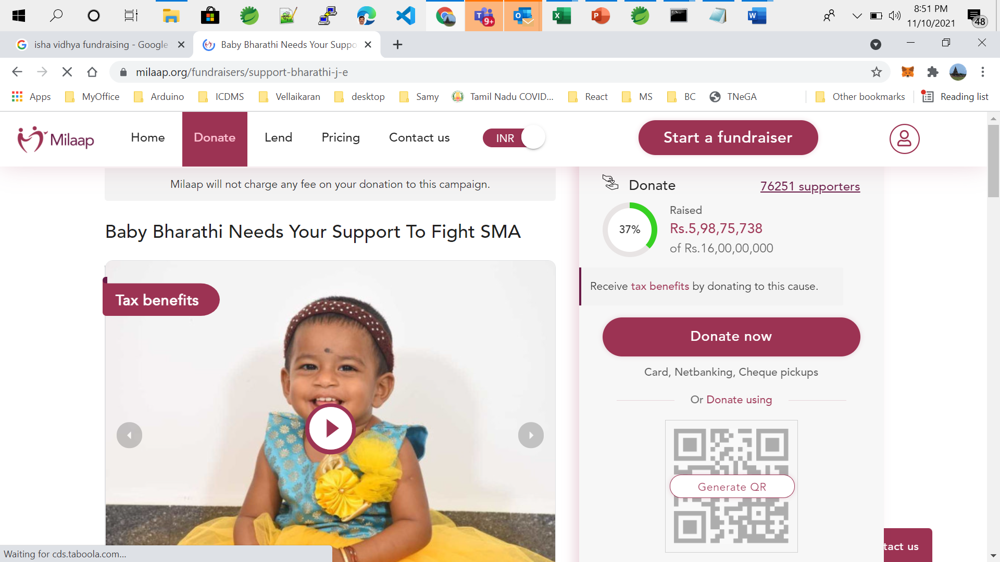 8:51 PM
11/10/2021
9+
48
isha vidhya fundraising - Google
Baby Bharathi Needs Your Suppo
milaap.org/fundraisers/support-bharathi-j-e
Apps MyOffice Arduino ICDMS Vellaikaran desktop Samy Tamil Nadu COVID... React MS BC TNeGA Other bookmarks Reading list
Milaap Home Donate Lend Pricing Contact us INR Start a fundraiser
Milaap will not charge any fee on your donation to this campaign.
Baby Bharathi Needs Your Support To Fight SMA
Tax benefits
Donate 76251 supporters
37%
Raised
Rs.5,98,75,738
of Rs.16,00,00,000
Receive tax benefits by donating to this cause.
Donate now
Card, Netbanking, Cheque pickups
Or Donate using
Generate QR
tact us
Waiting for cds.taboola.com...